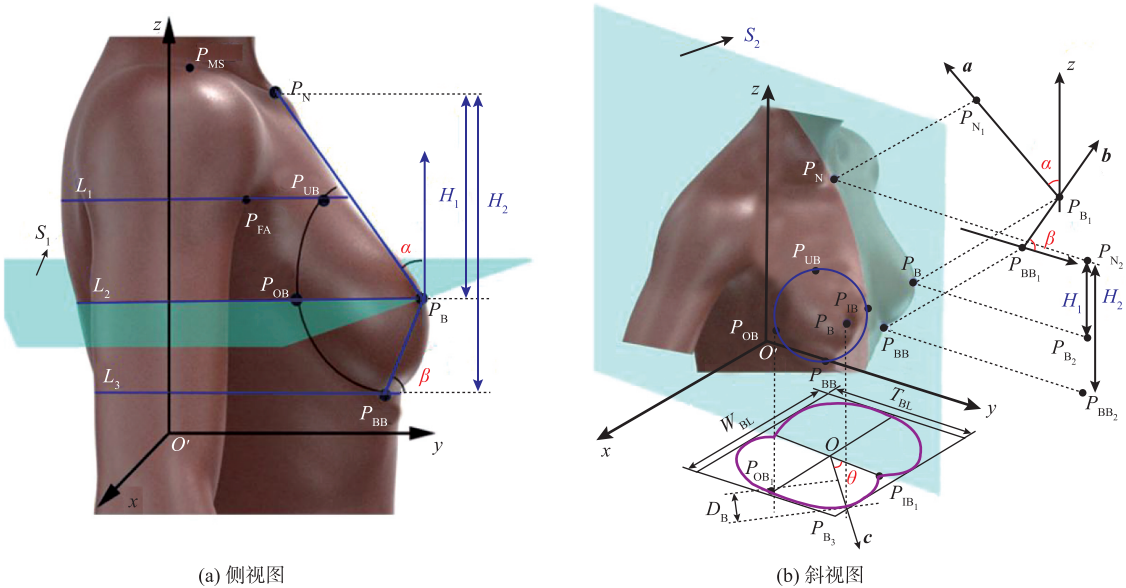 z
P_MS
P_N
L_1
P_UB
H_1
H_2
P_FA
S_1
α
P_OB
L_2
P_B
β
L_3
P_BB
O'
y
x
(a) 侧视图
S_2
z
a
z
P_N1
b
α
P_N
P_B1
β
P_UB
P_BB1
P_N2
P_B
P_IB
H_1
H_2
P_B
P_OB
P_BB
O'
P_B2
P_BB
P_BB2
T_BL
y
x
W_BL
O
P_OB
θ
P_IB1
D_B
P_B3
c
(b) 斜视图